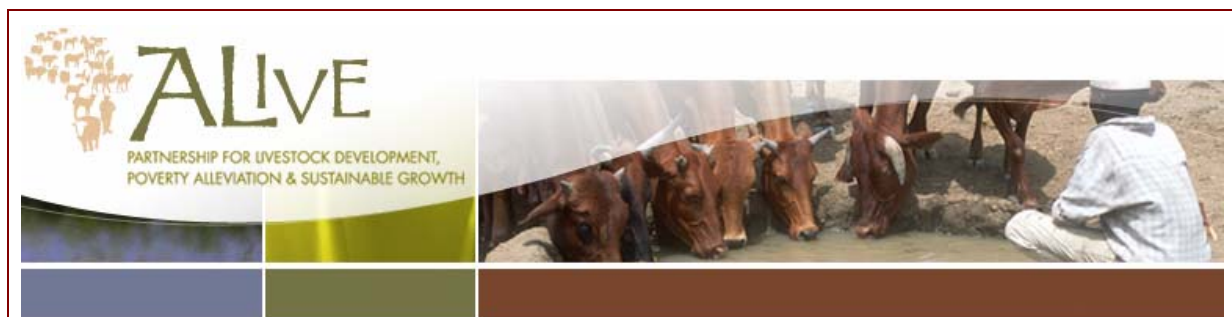 ALIVE
PARTNERSHIP FOR LIVESTOCK DEVELOPMENT,
POVERTY ALLEVIATION & SUSTAINABLE GROWTH